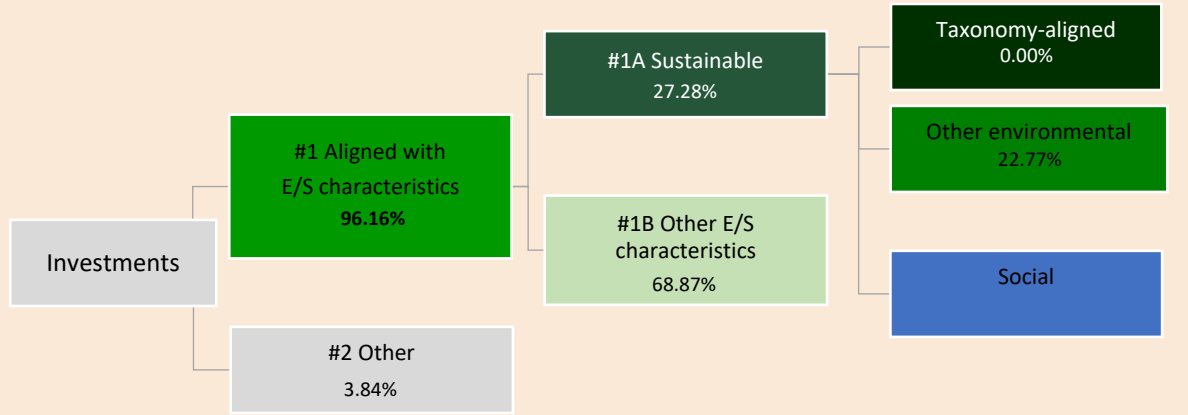 Investments
#1 Aligned with
E/S characteristics
96.16%
#2 Other
3.84%
#1A Sustainable
27.28%
#1B Other E/S
characteristics
68.87%
Taxonomy-aligned
0.00%
Other environmental
22.77%
Social